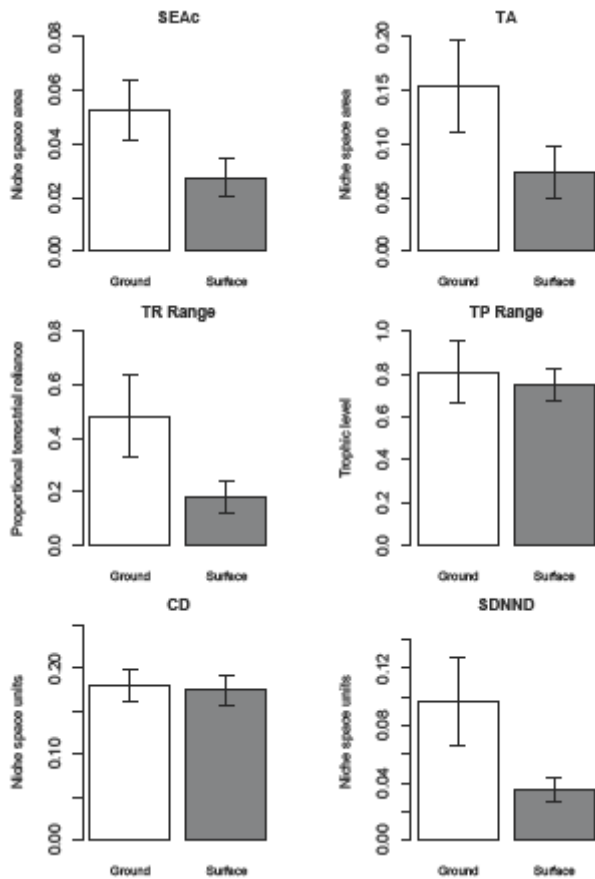 SEAc
Niche space area
0.08
0.06
0.04
0.02
0.00
Ground
Surface
TA
Niche space area
0.20
0.15
0.10
0.05
0.00
Ground
Surface
TR Range
Proportional terrestrial reliance
0.8
0.6
0.4
0.2
0.0
Ground
Surface
TP Range
Trophic level
1.0
0.8
0.6
0.4
0.2
0.0
Ground
Surface
CD
Niche space units
0.20
0.10
0.00
Ground
Surface
SDNND
Niche space units
0.12
0.08
0.04
0.00
Ground
Surface